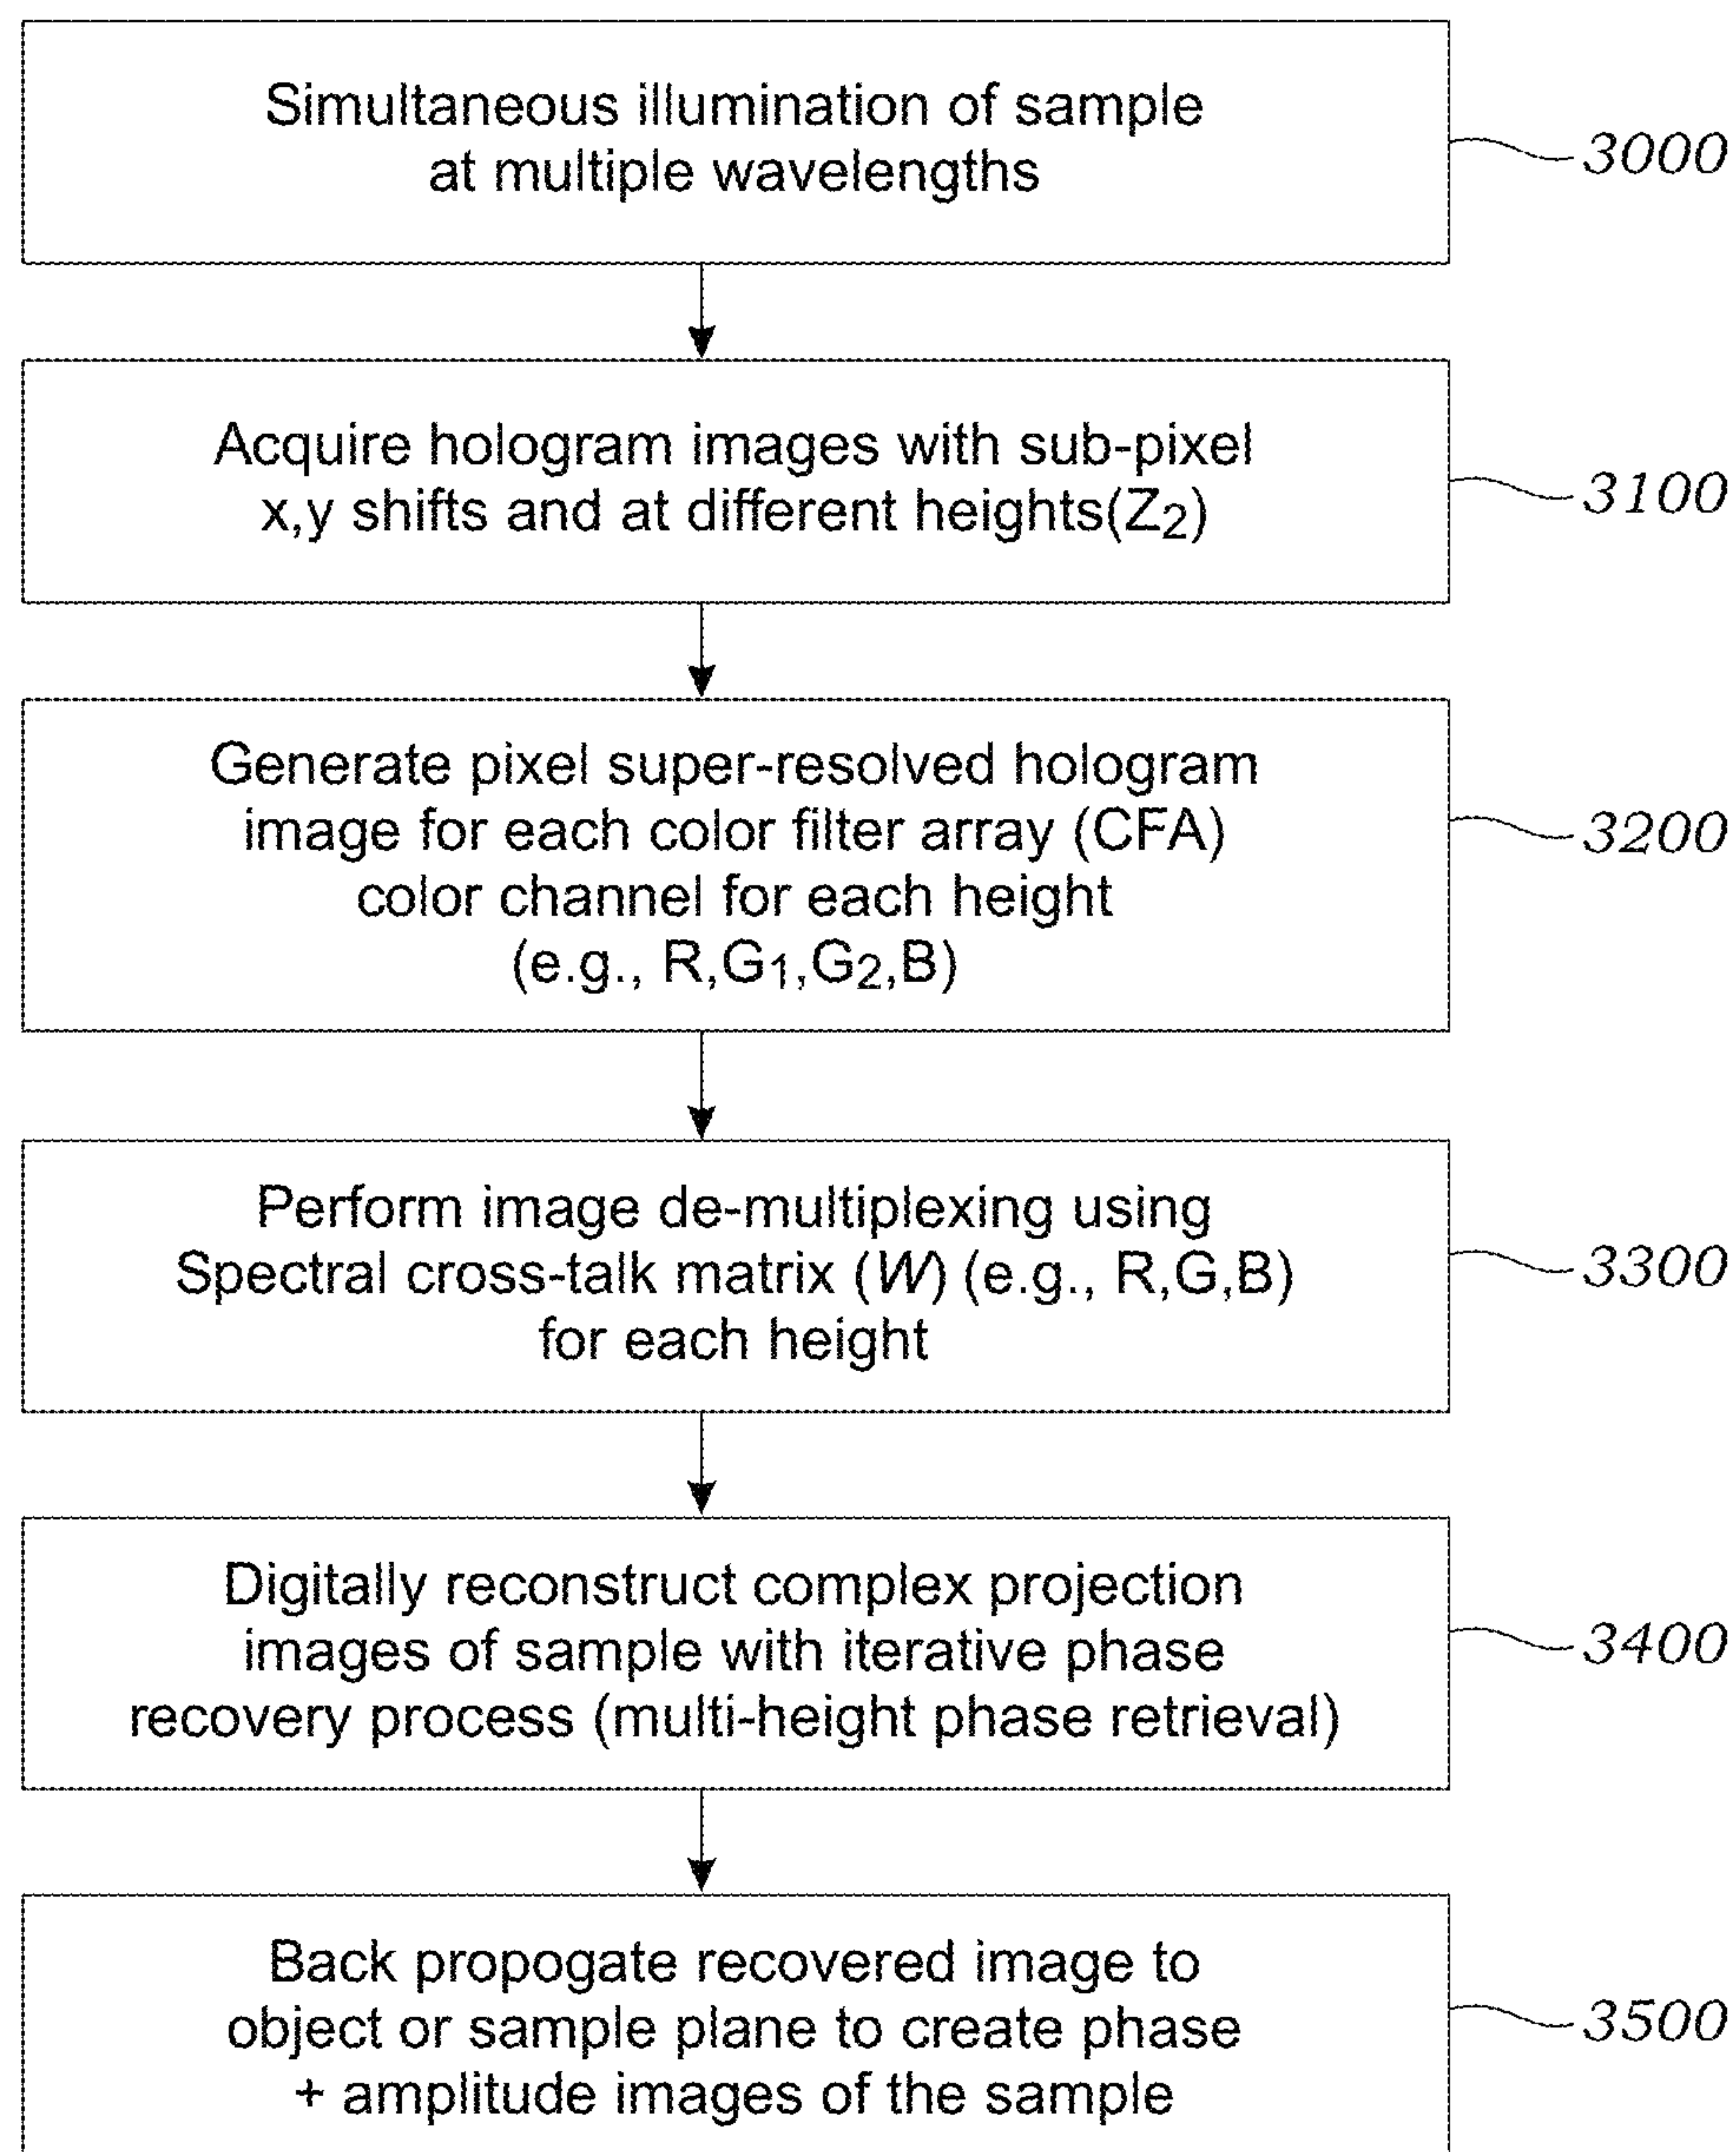 Simultaneous illumination of sample
at multiple wavelengths
3000
Acquire hologram images with sub-pixel
x,y shifts and at different heights(Z₂)
3100
Generate pixel super-resolved hologram
image for each color filter array (CFA)
color channel for each height
(e.g., R,G₁,G₂,B)
3200
Perform image de-multiplexing using
Spectral cross-talk matrix (W) (e.g., R,G,B)
for each height
3300
Digitally reconstruct complex projection
images of sample with iterative phase
recovery process (multi-height phase retrieval)
3400
Back propogate recovered image to
object or sample plane to create phase
+ amplitude images of the sample
3500